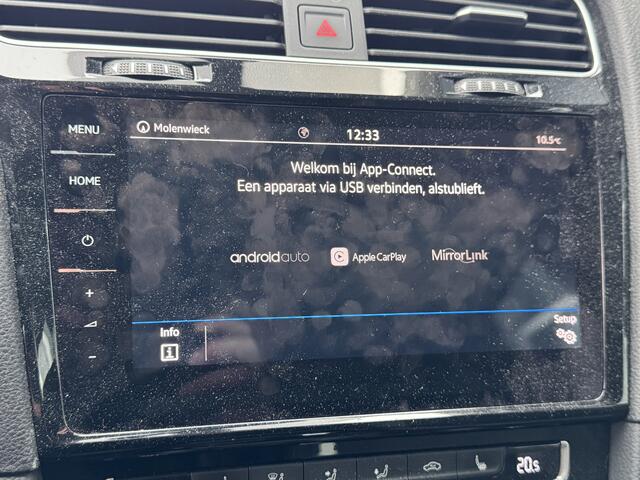 MENU
HOME
+
−
Molenwieck
12:33
10.5°C
Welkom bij App-Connect.
Een apparaat via USB verbinden, alstublieft.
androidauto
Apple CarPlay
MirrorLink
Info
Setup
20.5